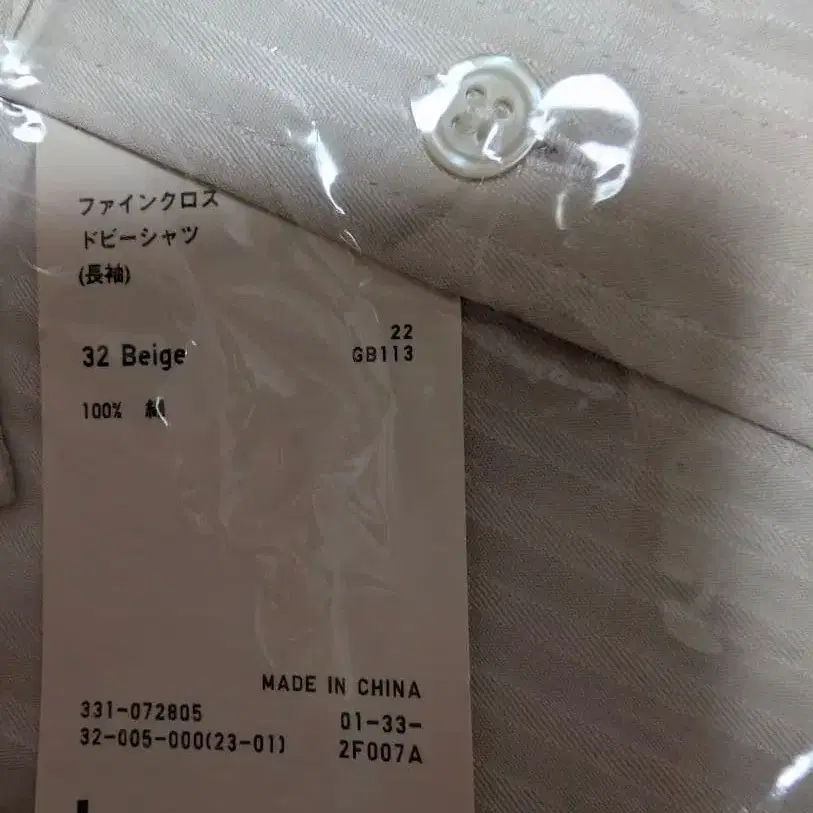 ファインクロス
ドビーシャツ
(長袖)
22
32 Beige GB113
100% 綿
MADE IN CHINA
331-072805 01-33-
32-005-000(23-01) 2F007A